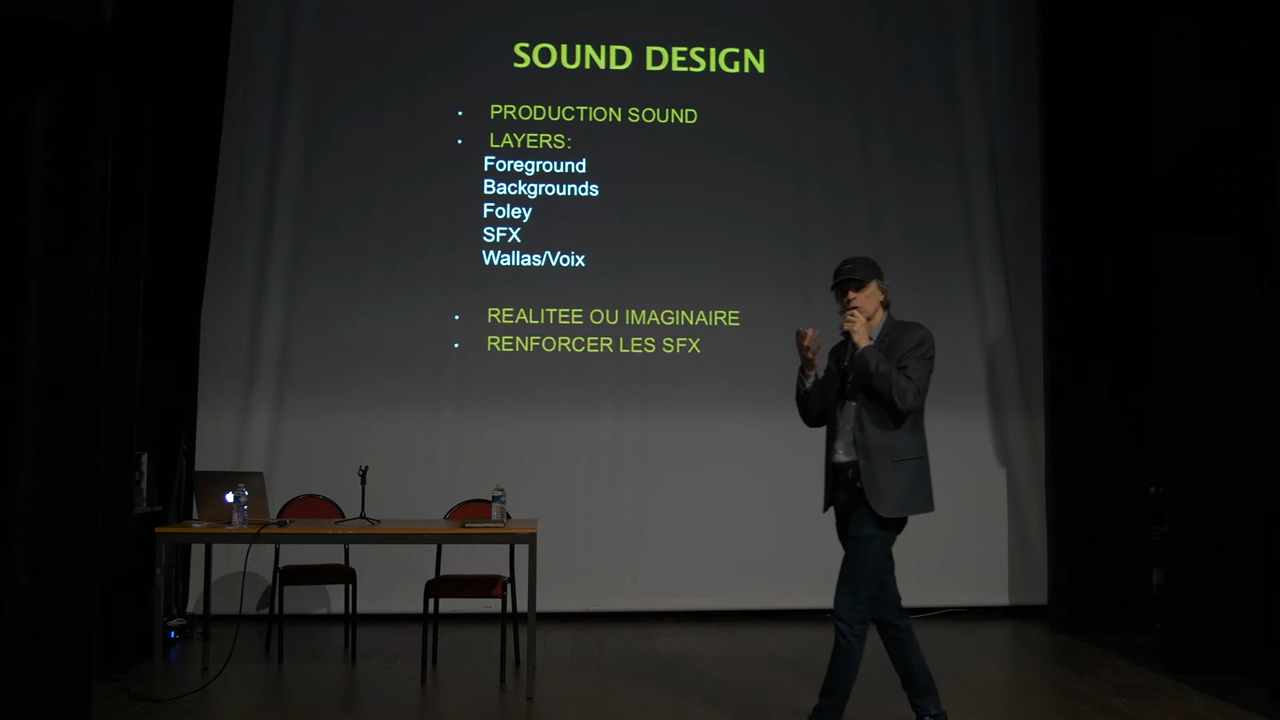 SOUND DESIGN
• PRODUCTION SOUND
• LAYERS:
Foreground
Backgrounds
Foley
SFX
Wallas/Voix
• REALITEE OU IMAGINAIRE
• RENFORCER LES SFX